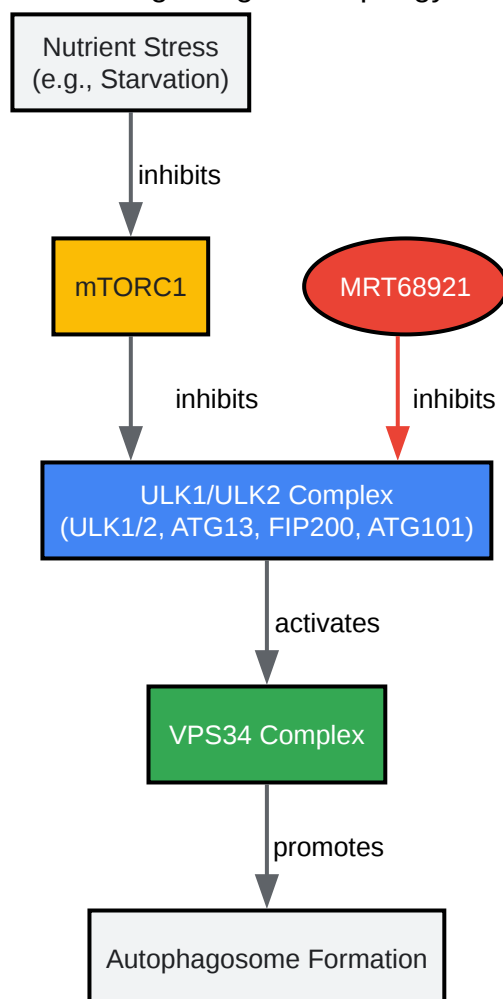 Nutrient Stress
(e.g., Starvation)
inhibits
mTORC1
MRT68921
inhibits
inhibits
ULK1/ULK2 Complex
(ULK1/2, ATG13, FIP200, ATG101)
activates
VPS34 Complex
promotes
Autophagosome Formation